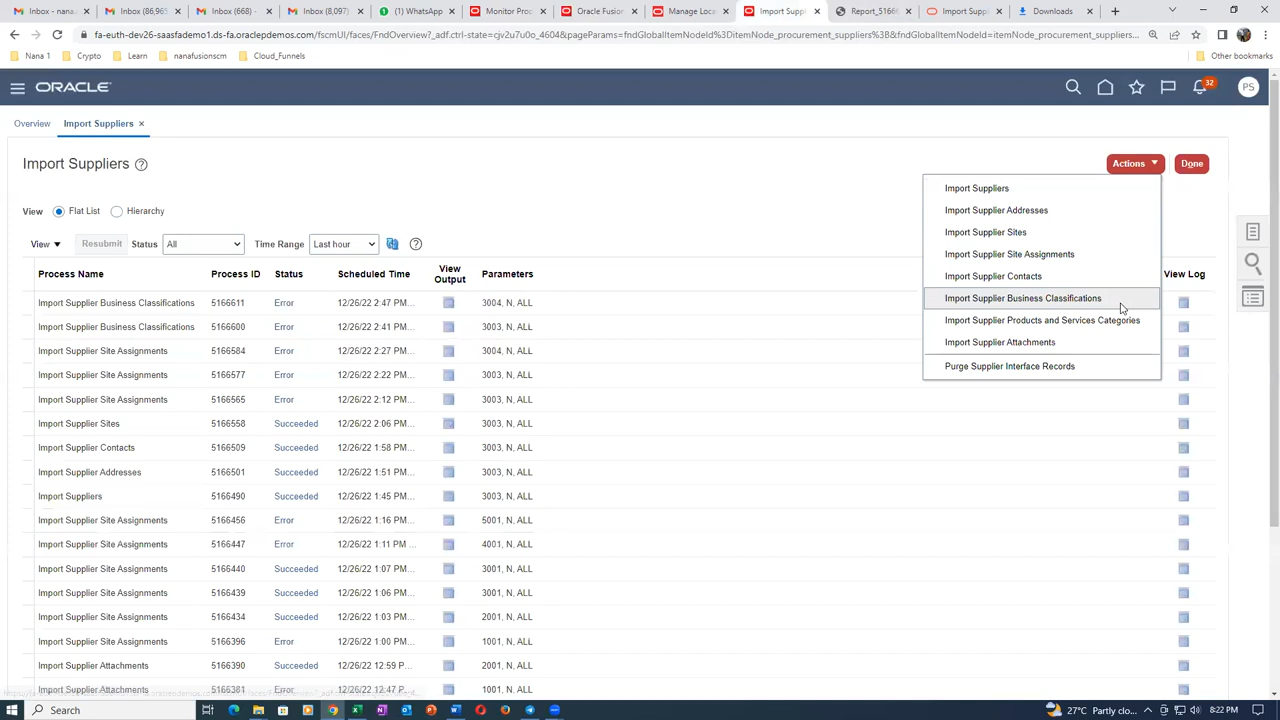 Inbox (86,965
Inbox (668) -
Inbox (8,097)
(1) WhatsApp
Monitor Proc
Oracle Fusion
Manage Locat
Import Suppli
Report_51660
Import Suppli
Downloads
fa-euth-dev26-saasfademo1.ds-fa.oraclepdemos.com/fscmUI/faces/FndOverview?_adf.ctrl-state=cjv2u7u0o_4604&pageParams=fndGlobalItemNodeId%3DitemNode_procurement_suppliers%3B&fndGlobalItemNodeId=itemNode_procurement_suppliers...
Nana 1
Crypto
Learn
nanafusionscm
Cloud_Funnels
Other bookmarks
ORACLE
32
PS
Overview
Import Suppliers
Import Suppliers
Actions
Done
View
Flat List
Hierarchy
View
Resubmit
Status
All
Time Range
Last hour
Import Suppliers
Import Supplier Addresses
Import Supplier Sites
Import Supplier Site Assignments
Import Supplier Contacts
Import Supplier Business Classifications
Import Supplier Products and Services Categories
Import Supplier Attachments
Purge Supplier Interface Records
Process Name Process ID Status Scheduled Time View Output Parameters View Log
Import Supplier Business Classifications 5166611 Error 12/26/22 2:47 PM... 3004, N, ALL
Import Supplier Business Classifications 5166600 Error 12/26/22 2:41 PM... 3003, N, ALL
Import Supplier Site Assignments 5166584 Error 12/26/22 2:27 PM... 3004, N, ALL
Import Supplier Site Assignments 5166577 Error 12/26/22 2:22 PM... 3003, N, ALL
Import Supplier Site Assignments 5166565 Error 12/26/22 2:12 PM... 3003, N, ALL
Import Supplier Sites 5166558 Succeeded 12/26/22 2:06 PM... 3003, N, ALL
Import Supplier Contacts 5166509 Succeeded 12/26/22 1:58 PM... 3003, N, ALL
Import Supplier Addresses 5166501 Succeeded 12/26/22 1:51 PM... 3003, N, ALL
Import Suppliers 5166490 Succeeded 12/26/22 1:45 PM... 3003, N, ALL
Import Supplier Site Assignments 5166456 Error 12/26/22 1:16 PM... 5001, N, ALL
Import Supplier Site Assignments 5166447 Error 12/26/22 1:11 PM ... 4001, N, ALL
Import Supplier Site Assignments 5166440 Succeeded 12/26/22 1:07 PM... 3001, N, ALL
Import Supplier Site Assignments 5166439 Succeeded 12/26/22 1:06 PM... 3001, N, ALL
Import Supplier Site Assignments 5166434 Succeeded 12/26/22 1:03 PM... 2001, N, ALL
Import Supplier Site Assignments 5166396 Error 12/26/22 1:00 PM... 1001, N, ALL
Import Supplier Attachments 5166390 Succeeded 12/26/22 12:59 P... 2001, N, ALL
Import Supplier Attachments 5166381 Error 12/26/22 12:47 P... 1001, N, ALL
Search
27°C Partly clo...
8:22 PM